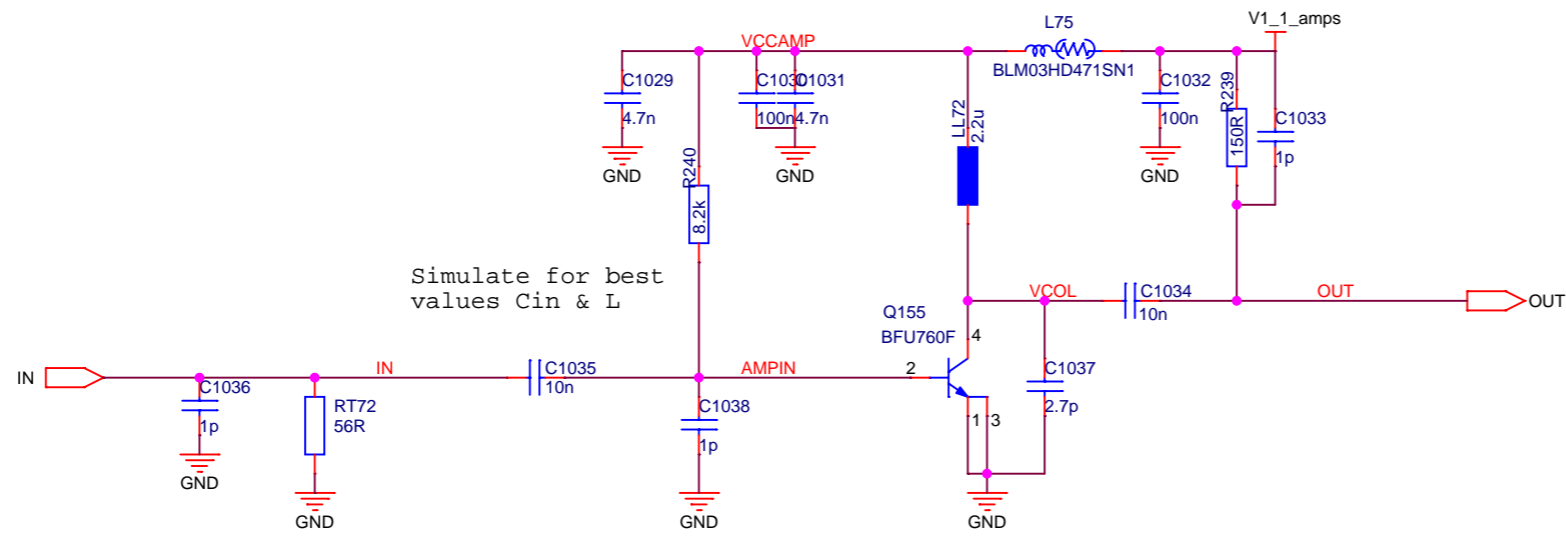 V1_1_amps
L75
VCCAMP
BLM03HD471SN1
C1029
4.7n
C1030
100n
C1031
4.7n
LL72
2.2u
C1032
100n
R239
150R
C1033
1p
GND
GND
GND
R240
8.2k
Simulate for best
values Cin & L
VCOL
C1034
10n
OUT
OUT
Q155
BFU760F
4
2
1
3
C1037
2.7p
IN
IN
C1035
10n
AMPIN
C1036
1p
RT72
56R
C1038
1p
GND
GND
GND
GND